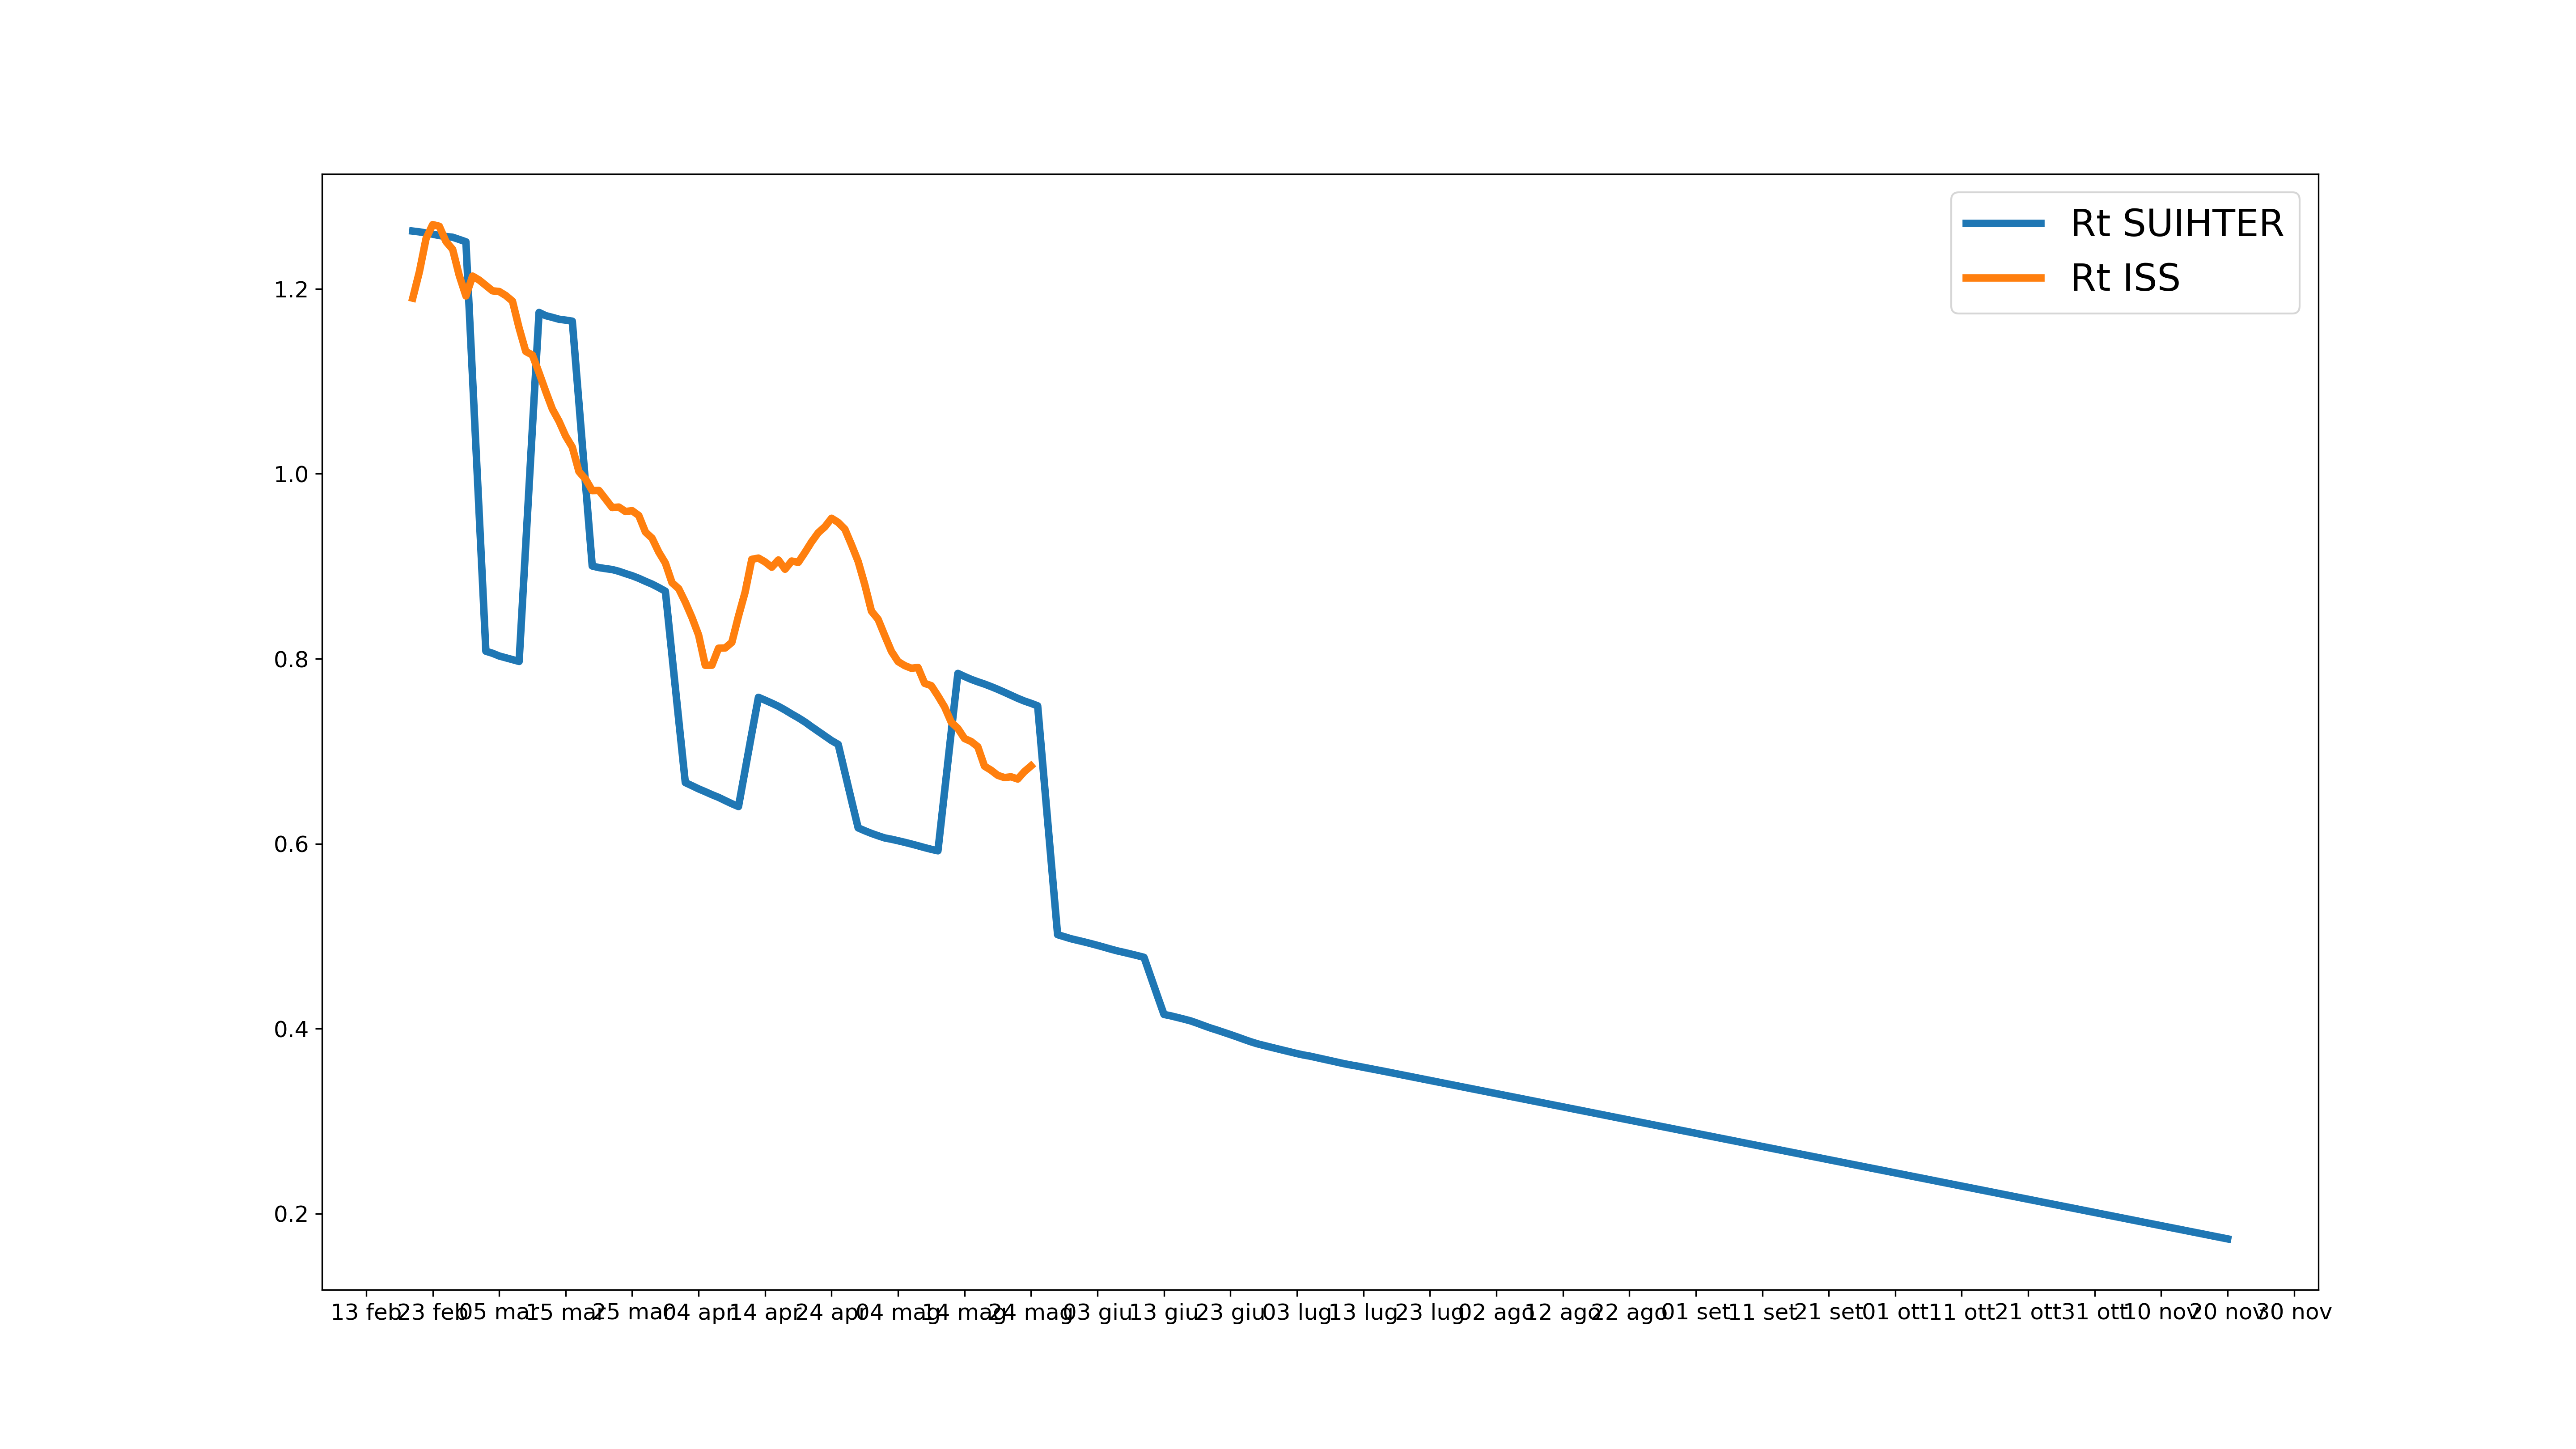 Rt SUIHTER
Rt ISS
1.2
1.0
0.8
0.6
0.4
0.2
13 feb 23 feb 05 mar 15 mar 25 mar 04 apr 14 apr 24 apr 04 mag 14 mag 24 mag 03 giu 13 giu 23 giu 03 lug 13 lug 23 lug 02 ago 12 ago 22 ago 01 set 11 set 21 set 01 ott 11 ott 21 ott 31 ott 10 nov 20 nov 30 nov